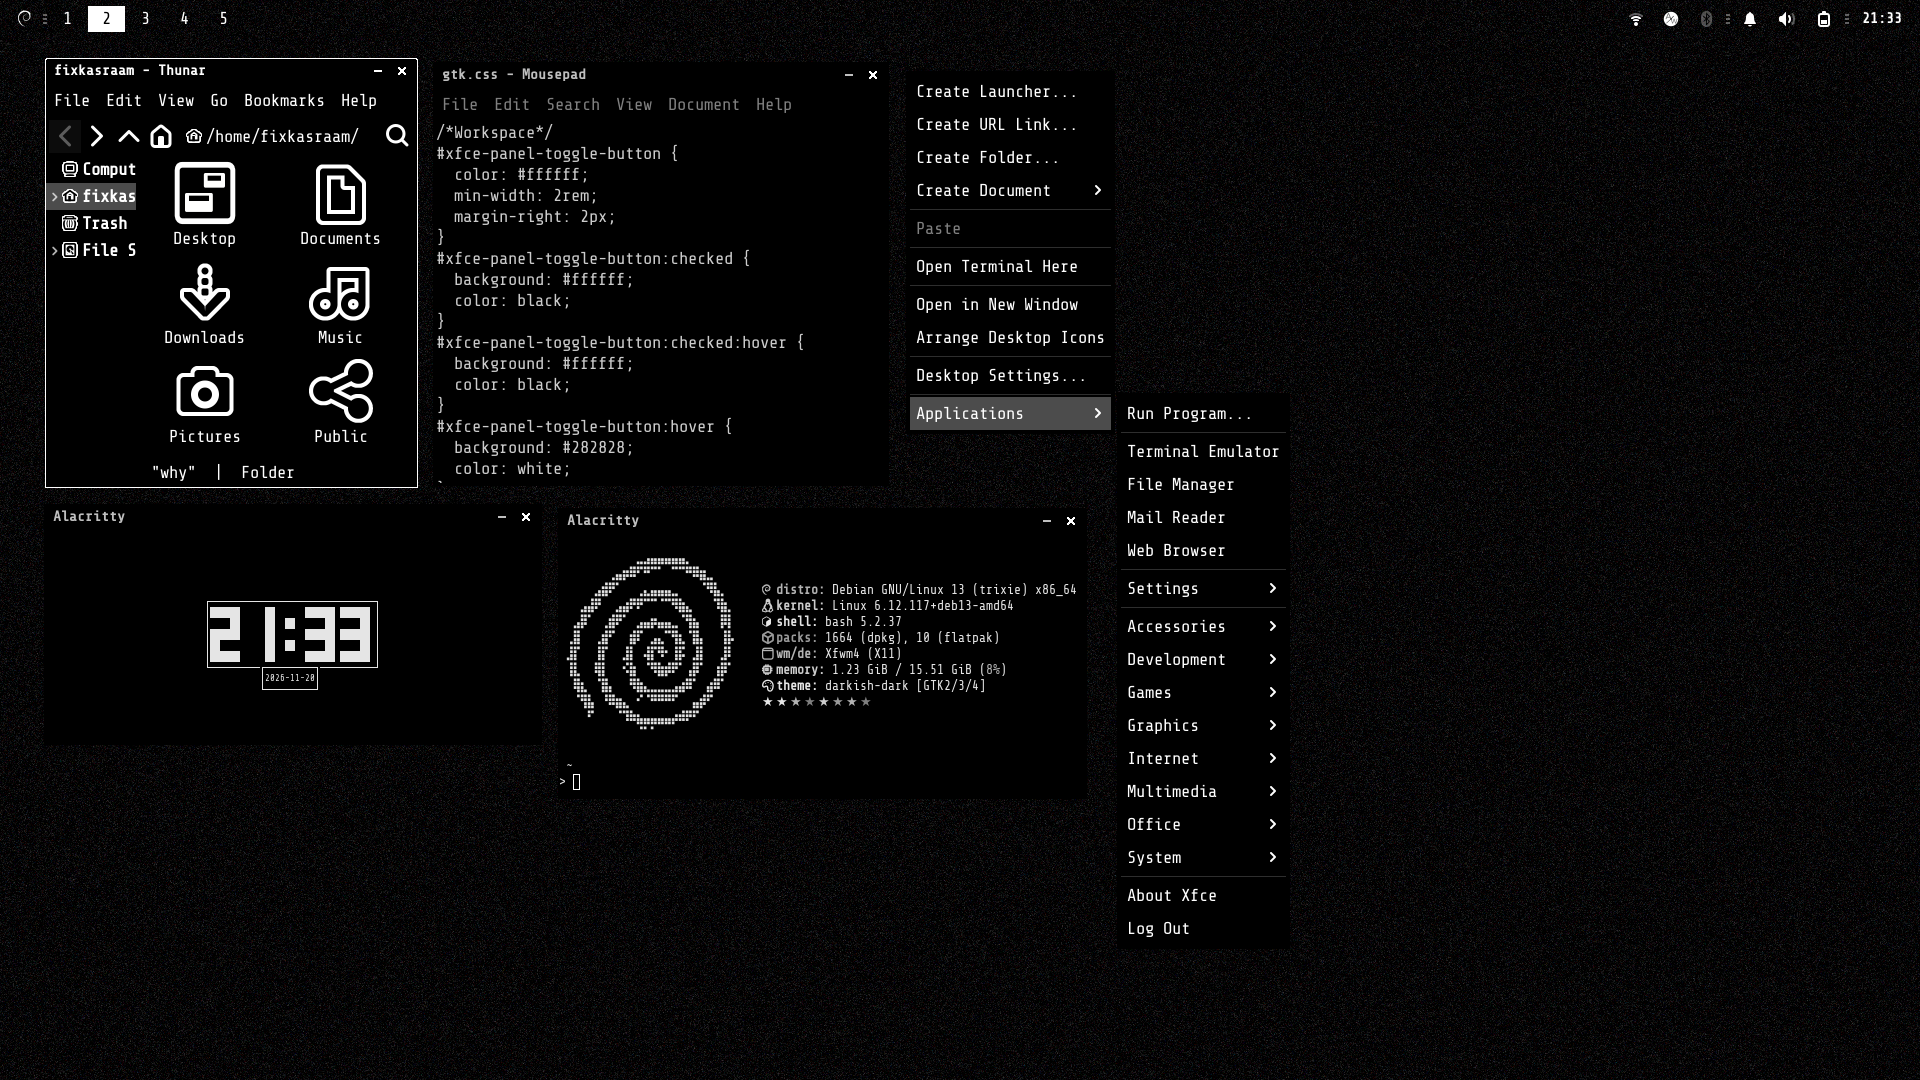 1 2 3 4 5
21:33
fixkasraam - Thunar
File Edit View Go Bookmarks Help
/home/fixkasraam/
Comput
fixkas
Trash
File S
Desktop
Documents
Downloads
Music
Pictures
Public
"why" | Folder
gtk.css - Mousepad
File Edit Search View Document Help
/*Workspace*/
#xfce-panel-toggle-button {
color: #ffffff;
min-width: 2rem;
margin-right: 2px;
}
#xfce-panel-toggle-button:checked {
background: #ffffff;
color: black;
}
#xfce-panel-toggle-button:checked:hover {
background: #ffffff;
color: black;
}
#xfce-panel-toggle-button:hover {
background: #282828;
color: white;
Create Launcher...
Create URL Link...
Create Folder...
Create Document
Paste
Open Terminal Here
Open in New Window
Arrange Desktop Icons
Desktop Settings...
Applications
Run Program...
Terminal Emulator
File Manager
Mail Reader
Web Browser
Settings
Accessories
Development
Games
Graphics
Internet
Multimedia
Office
System
About Xfce
Log Out
Alacritty
21:33
2026-11-20
Alacritty
distro: Debian GNU/Linux 13 (trixie) x86_64
kernel: Linux 6.12.117+deb13-amd64
shell: bash 5.2.37
packs: 1664 (dpkg), 10 (flatpak)
wm/de: Xfwm4 (X11)
memory: 1.23 GiB / 15.51 GiB (8%)
theme: darkish-dark [GTK2/3/4]
★ ★ ★ ★ ★ ★ ★ ★
~
>